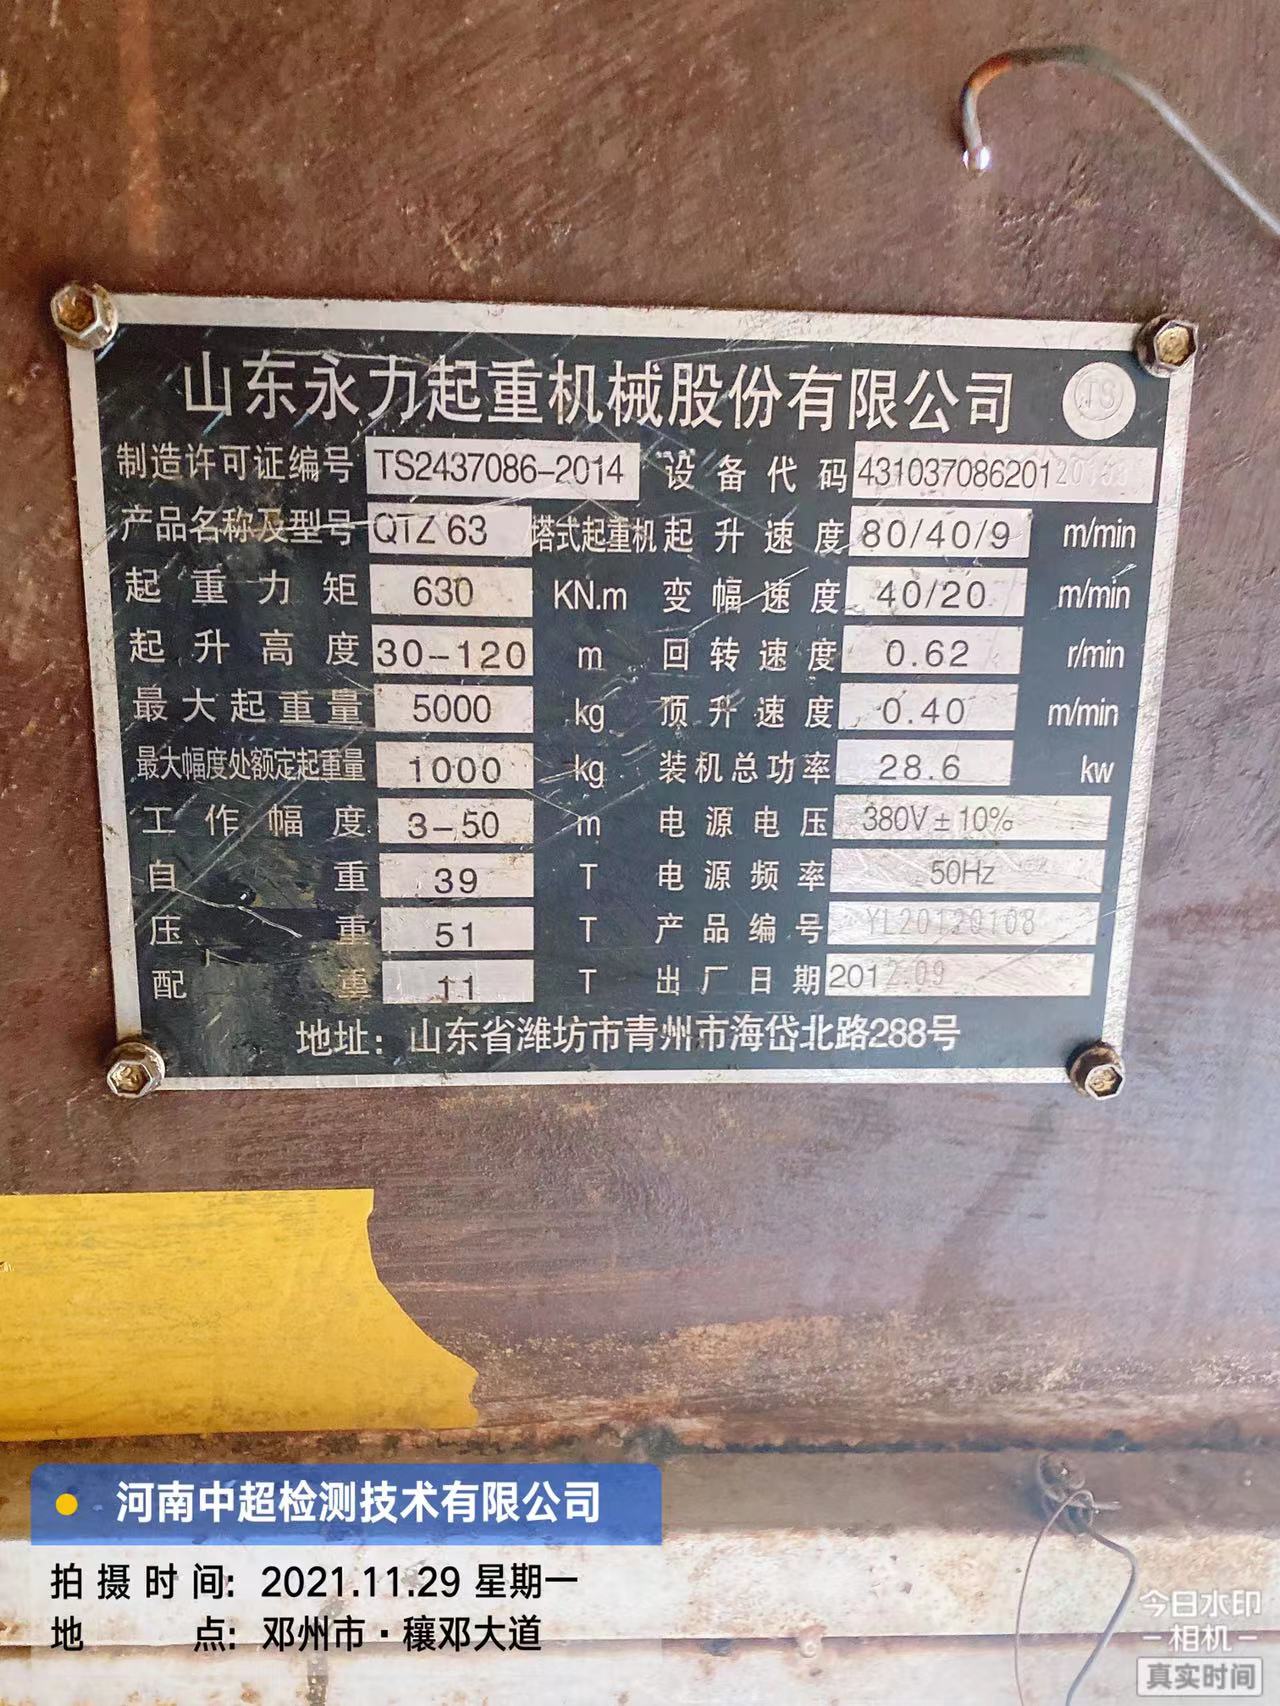 山东永力起重机械股份有限公司 TS
制造许可证编号 TS2437086-2014 设备代码 431037086201
产品名称及型号 QTZ 63 塔式起重机 起升速度 80/40/9 m/min
起重力矩 630 KN.m 变幅速度 40/20 m/min
起升高度 30-120 m 回转速度 0.62 r/min
最大起重量 5000 kg 顶升速度 0.40 m/min
最大幅度处额定起重量 1000 kg 装机总功率 28.6 kw
工作幅度 3-50 m 电源电压 380V±10%
自重 39 T 电源频率 50Hz
压重 51 T 产品编号 YL20120108
配重 11 T 出厂日期 2012.09
地址：山东省潍坊市青州市海岱北路288号
河南中超检测技术有限公司
拍摄时间：2021.11.29 星期一
地点：邓州市·穰邓大道
今日水印
-相机-
真实时间